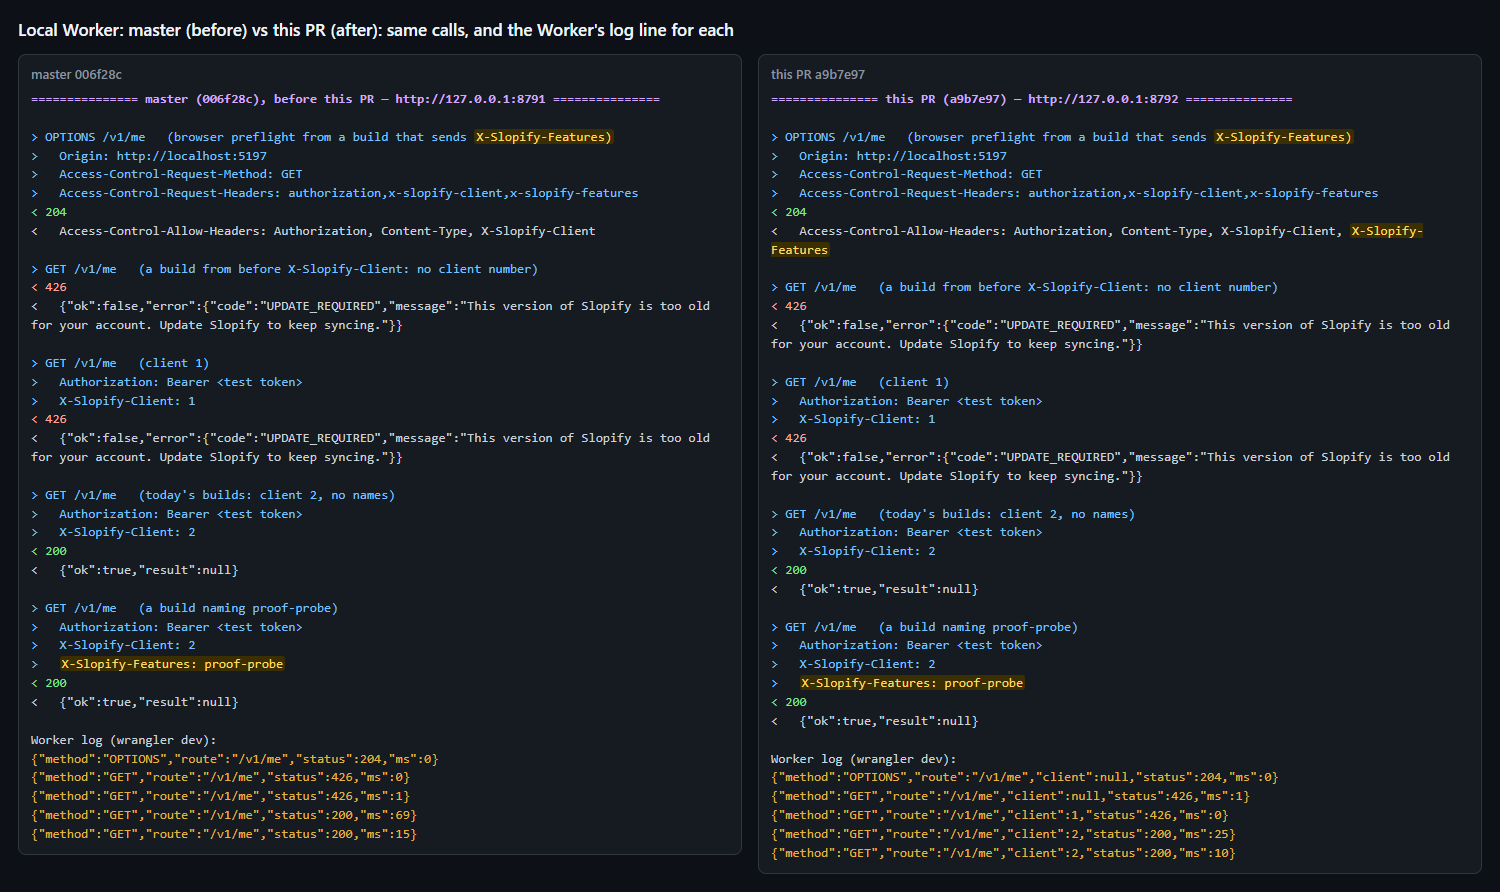 Local Worker: master (before) vs this PR (after): same calls, and the Worker's log line for each
master 006f28c
=============== master (006f28c), before this PR — http://127.0.0.1:8791 ===============
> OPTIONS /v1/me   (browser preflight from a build that sends X-Slopify-Features)
>   Origin: http://localhost:5197
>   Access-Control-Request-Method: GET
>   Access-Control-Request-Headers: authorization,x-slopify-client,x-slopify-features
< 204
<   Access-Control-Allow-Headers: Authorization, Content-Type, X-Slopify-Client
> GET /v1/me   (a build from before X-Slopify-Client: no client number)
< 426
<   {"ok":false,"error":{"code":"UPDATE_REQUIRED","message":"This version of Slopify is too old
for your account. Update Slopify to keep syncing."}}
> GET /v1/me   (client 1)
>   Authorization: Bearer <test token>
>   X-Slopify-Client: 1
< 426
<   {"ok":false,"error":{"code":"UPDATE_REQUIRED","message":"This version of Slopify is too old
for your account. Update Slopify to keep syncing."}}
> GET /v1/me   (today's builds: client 2, no names)
>   Authorization: Bearer <test token>
>   X-Slopify-Client: 2
< 200
<   {"ok":true,"result":null}
> GET /v1/me   (a build naming proof-probe)
>   Authorization: Bearer <test token>
>   X-Slopify-Client: 2
>   X-Slopify-Features: proof-probe
< 200
<   {"ok":true,"result":null}
Worker log (wrangler dev):
{"method":"OPTIONS","route":"/v1/me","status":204,"ms":0}
{"method":"GET","route":"/v1/me","status":426,"ms":0}
{"method":"GET","route":"/v1/me","status":426,"ms":1}
{"method":"GET","route":"/v1/me","status":200,"ms":69}
{"method":"GET","route":"/v1/me","status":200,"ms":15}
this PR a9b7e97
=============== this PR (a9b7e97) — http://127.0.0.1:8792 ===============
> OPTIONS /v1/me   (browser preflight from a build that sends X-Slopify-Features)
>   Origin: http://localhost:5197
>   Access-Control-Request-Method: GET
>   Access-Control-Request-Headers: authorization,x-slopify-client,x-slopify-features
< 204
<   Access-Control-Allow-Headers: Authorization, Content-Type, X-Slopify-Client, X-Slopify-
Features
> GET /v1/me   (a build from before X-Slopify-Client: no client number)
< 426
<   {"ok":false,"error":{"code":"UPDATE_REQUIRED","message":"This version of Slopify is too old
for your account. Update Slopify to keep syncing."}}
> GET /v1/me   (client 1)
>   Authorization: Bearer <test token>
>   X-Slopify-Client: 1
< 426
<   {"ok":false,"error":{"code":"UPDATE_REQUIRED","message":"This version of Slopify is too old
for your account. Update Slopify to keep syncing."}}
> GET /v1/me   (today's builds: client 2, no names)
>   Authorization: Bearer <test token>
>   X-Slopify-Client: 2
< 200
<   {"ok":true,"result":null}
> GET /v1/me   (a build naming proof-probe)
>   Authorization: Bearer <test token>
>   X-Slopify-Client: 2
>   X-Slopify-Features: proof-probe
< 200
<   {"ok":true,"result":null}
Worker log (wrangler dev):
{"method":"OPTIONS","route":"/v1/me","client":null,"status":204,"ms":0}
{"method":"GET","route":"/v1/me","client":null,"status":426,"ms":1}
{"method":"GET","route":"/v1/me","client":1,"status":426,"ms":0}
{"method":"GET","route":"/v1/me","client":2,"status":200,"ms":25}
{"method":"GET","route":"/v1/me","client":2,"status":200,"ms":10}